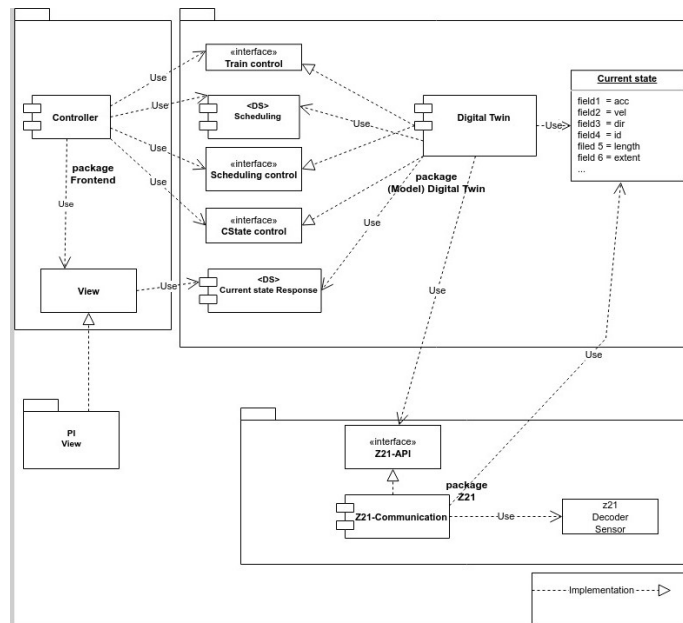 «interface»
Train control
Current state
field1 = acc
field2 = vel
field3 = dir
field4 = id
filed 5 = length
field 6 = extent
...
Use
Controller
Use
<DS>
Scheduling
Digital Twin
Use
Use
package
Frontend
Scheduling control
package
(Model) Digital Twin
Use
Use
Use
«interface»
CState control
Use
View
Use
<DS>
Current state Response
Use
Use
PI
View
«interface»
Z21-API
package
Z21
Z21-Communication
Use
z21
Decoder
Sensor
Implementation